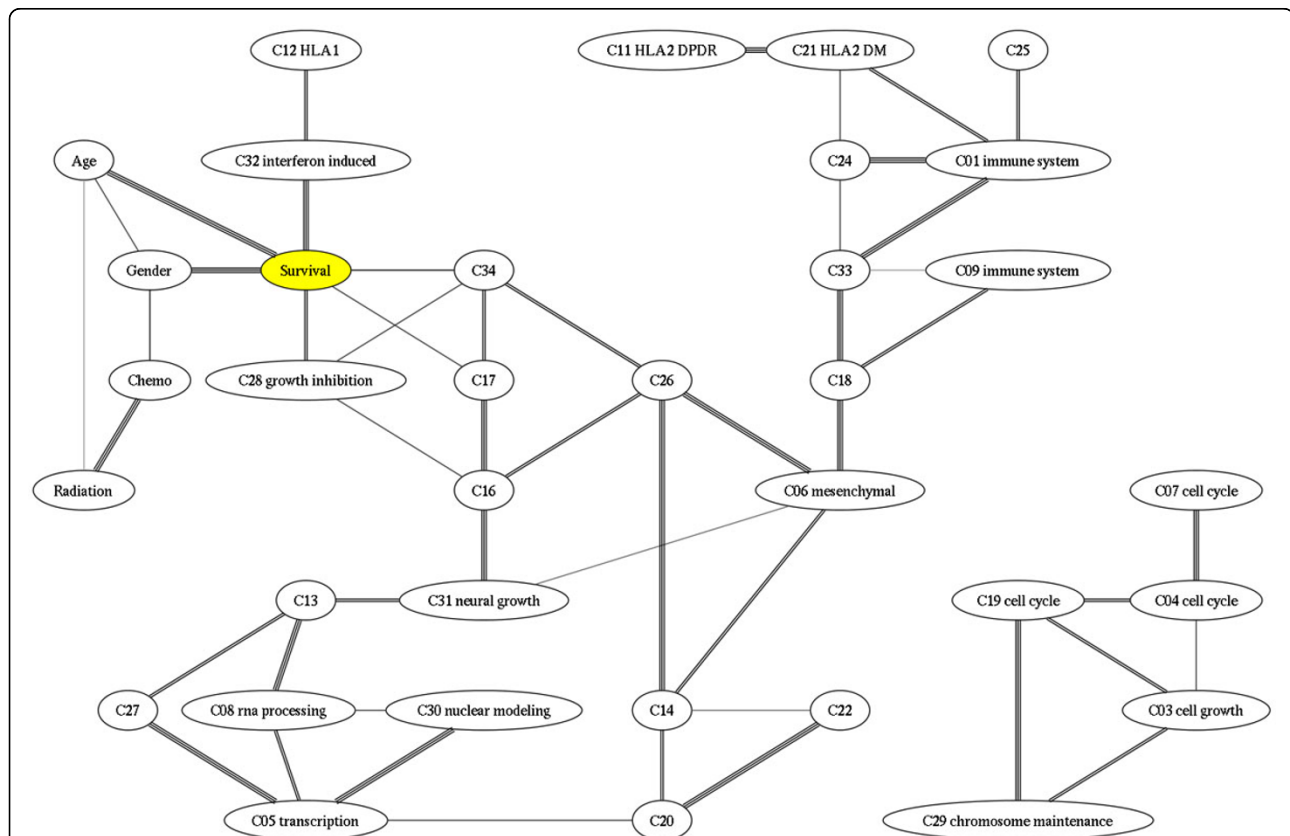 C12 HLA1
C11 HLA2 DPDR
C21 HLA2 DM
C25
Age
C32 interferon induced
C24
C01 immune system
Gender
Survival
C34
C33
C09 immune system
Chemo
C28 growth inhibition
C17
C26
C18
Radiation
C16
C06 mesenchymal
C07 cell cycle
C13
C31 neural growth
C19 cell cycle
C04 cell cycle
C27
C08 rna processing
C30 nuclear modeling
C14
C22
C03 cell growth
C05 transcription
C20
C29 chromosome maintenance